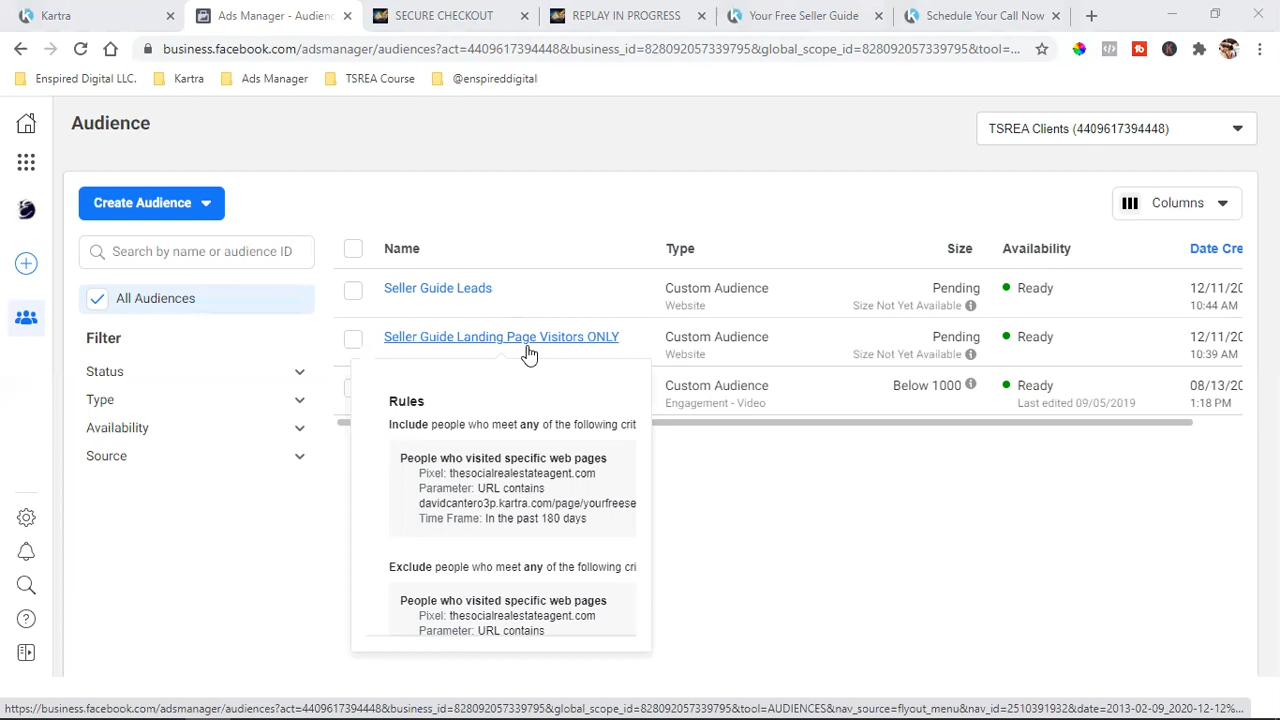 Kartra
Ads Manager - Audienc
SECURE CHECKOUT
REPLAY IN PROGRESS
Your Free Seller Guide
Schedule Your Call Now
business.facebook.com/adsmanager/audiences?act=4409617394448&business_id=828092057339795&global_scope_id=828092057339795&tool=...
Enspired Digital LLC.
Kartra
Ads Manager
TSREA Course
@enspireddigital
Audience
TSREA Clients (4409617394448)
Create Audience
Columns
Search by name or audience ID
All Audiences
Filter
Status
Type
Availability
Source
Name
Type
Size
Availability
Date Cre
Seller Guide Leads
Custom Audience
Website
Pending
Size Not Yet Available
Ready
12/11/20
10:44 AM
Seller Guide Landing Page Visitors ONLY
Custom Audience
Website
Pending
Size Not Yet Available
Ready
12/11/20
10:39 AM
Custom Audience
Engagement - Video
Below 1000
Ready
Last edited 09/05/2019
08/13/20
1:18 PM
Rules
Include people who meet any of the following crit
People who visited specific web pages
Pixel: thesocialrealestateagent.com
Parameter: URL contains
davidcantero3p.kartra.com/page/yourfreese
Time Frame: In the past 180 days
Exclude people who meet any of the following cri
People who visited specific web pages
Pixel: thesocialrealestateagent.com
Parameter: URL contains
https://business.facebook.com/adsmanager/audiences?act=4409617394448&business_id=828092057339795&global_scope_id=828092057339795&tool=AUDIENCES&nav_source=flyout_menu&nav_id=2510391932&date=2013-02-09_2020-12-12%...